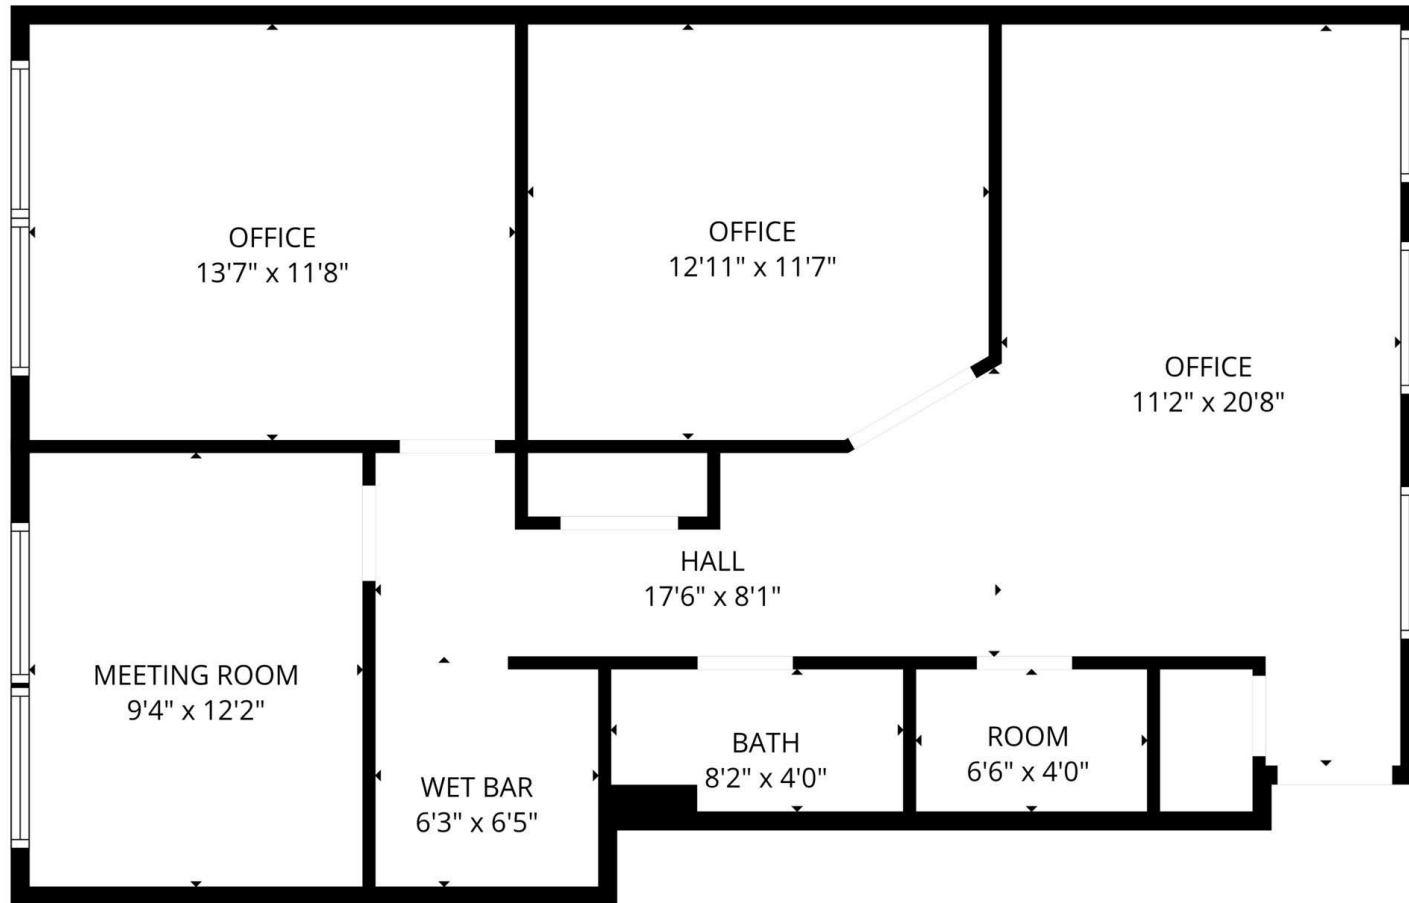 OFFICE
13'7" x 11'8"
OFFICE
12'11" x 11'7"
OFFICE
11'2" x 20'8"
HALL
17'6" x 8'1"
MEETING ROOM
9'4" x 12'2"
WET BAR
6'3" x 6'5"
BATH
8'2" x 4'0"
ROOM
6'6" x 4'0"